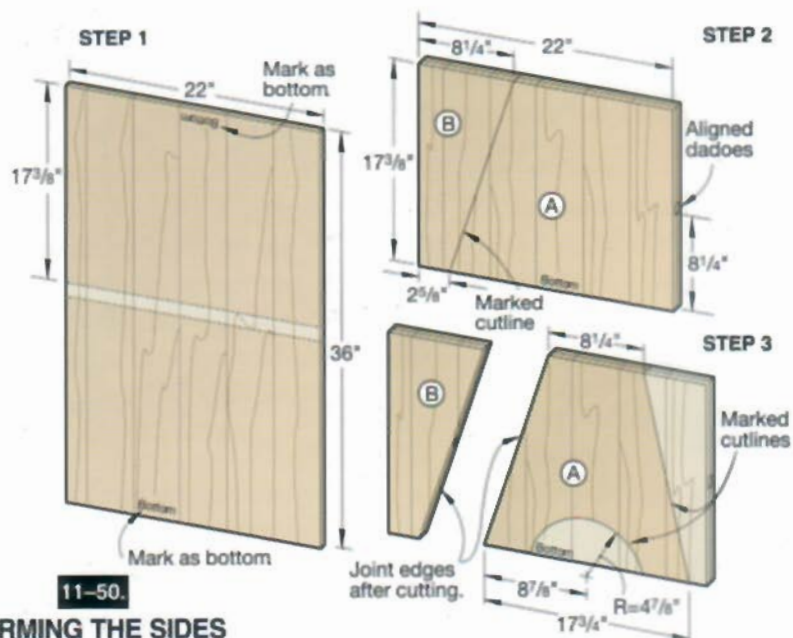 STEP 1
22"
Mark as
bottom
17³/₈"
36"
Bottom
Mark as bottom
11–50.
RMING THE SIDES
STEP 2
22"
8¹/₄"
B
17³/₈"
A
Aligned
dadoes
8¹/₄"
Bottom
2⁵/₈"
Marked
cutline
STEP 3
8¹/₄"
B
Marked
cutlines
A
Bottom
Joint edges
after cutting.
8⁷/₈"
R=4⁷/₈"
17³/₄"